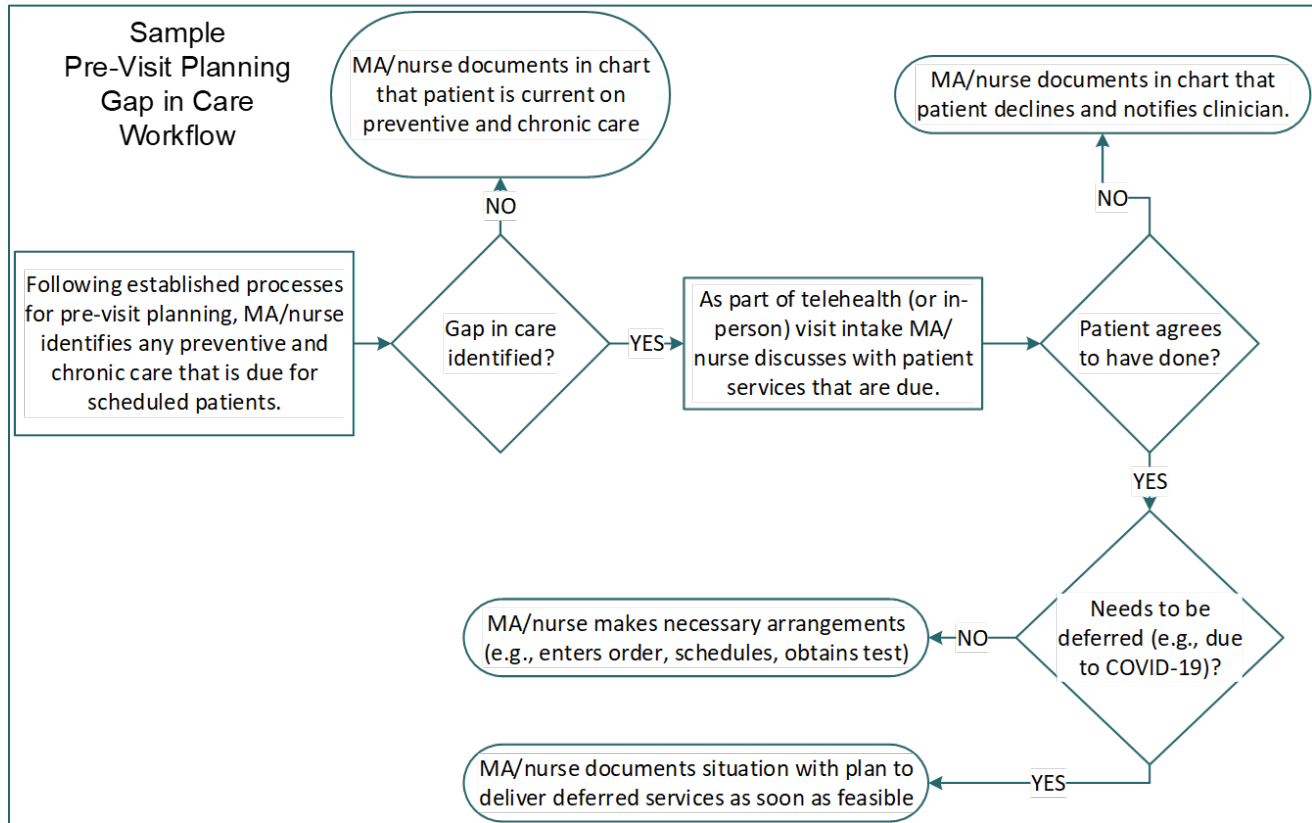 Sample
Pre-Visit Planning
Gap in Care
Workflow
MA/nurse documents in chart
that patient is current on
preventive and chronic care
MA/nurse documents in chart that
patient declines and notifies clinician.
NO
NO
Following established processes
for pre-visit planning, MA/nurse
identifies any preventive and
chronic care that is due for
scheduled patients.
Gap in care
identified?
YES
As part of telehealth (or in-
person) visit intake MA/
nurse discusses with patient
services that are due.
Patient agrees
to have done?
YES
Needs to be
deferred (e.g., due
to COVID-19)?
NO
MA/nurse makes necessary arrangements
(e.g., enters order, schedules, obtains test)
YES
MA/nurse documents situation with plan to
deliver deferred services as soon as feasible